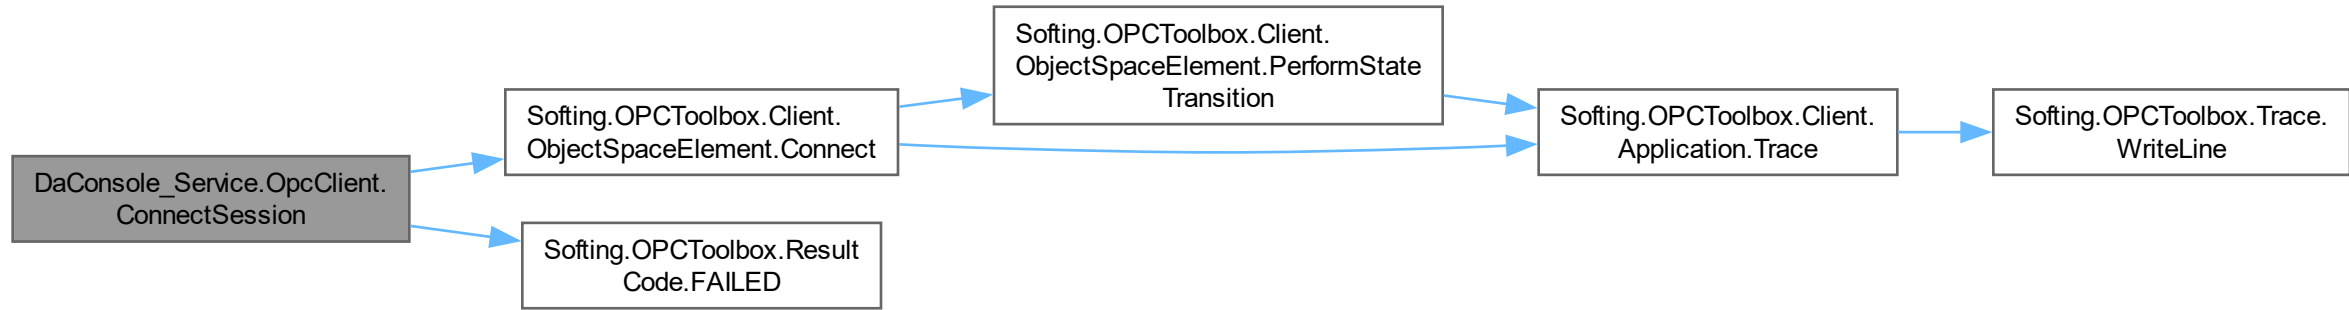 DaConsole_Service.OpcClient.
ConnectSession
Softing.OPCToolbox.Client.
ObjectSpaceElement.Connect
Softing.OPCToolbox.Result
Code.FAILED
Softing.OPCToolbox.Client.
ObjectSpaceElement.PerformState
Transition
Softing.OPCToolbox.Client.
Application.Trace
Softing.OPCToolbox.Trace.
WriteLine